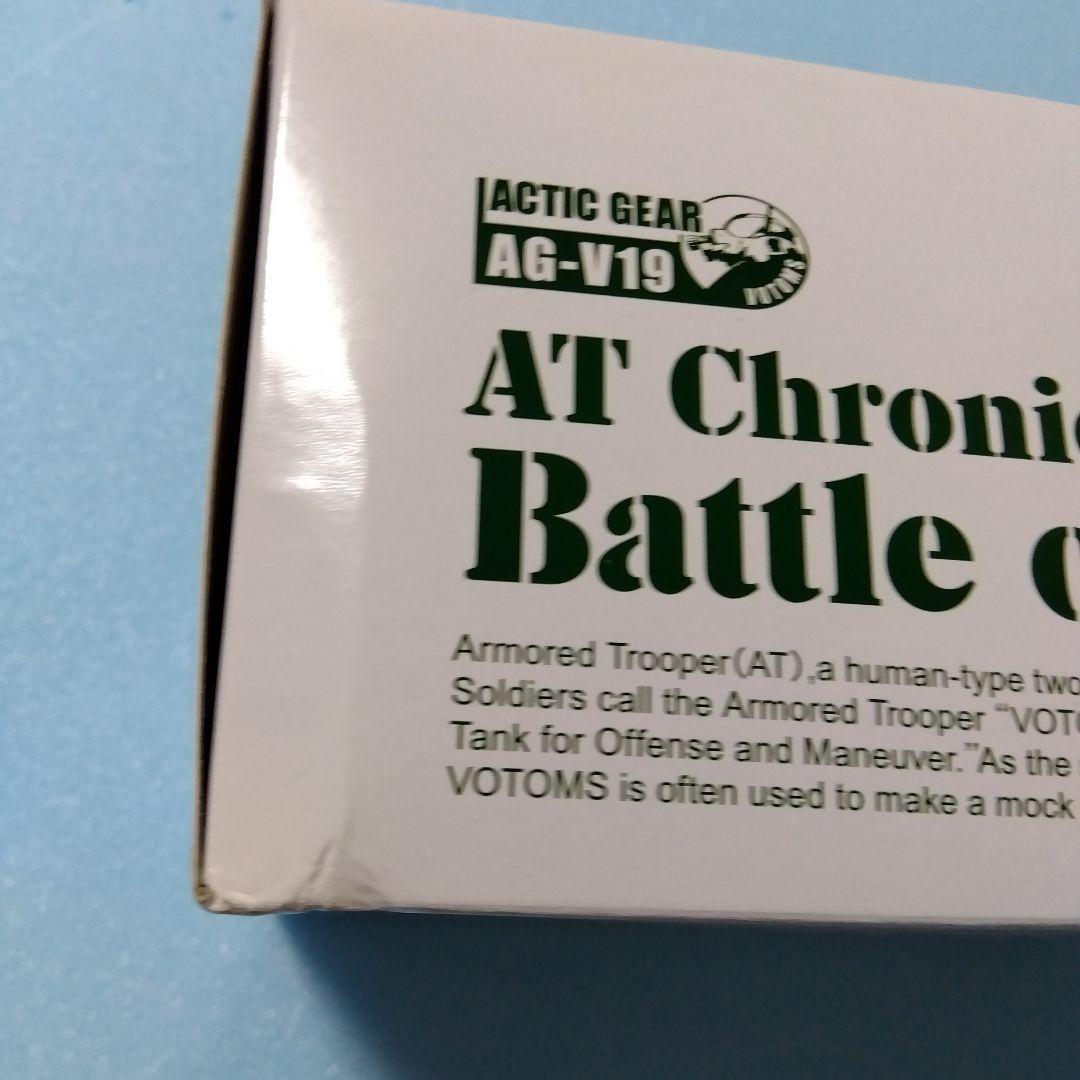 ACTIC GEAR
AG-V19
VOTOMS
AT Chronic
Battle
Armored Trooper(AT),a human-type two
Soldiers call the Armored Trooper “VOTO
Tank for Offense and Maneuver.”As the
VOTOMS is often used to make a mock